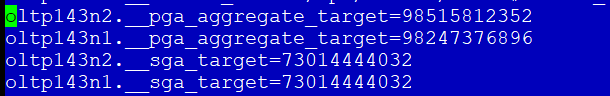 oltp143n2.__pga_aggregate_target=98515812352
oltp143n1.__pga_aggregate_target=98247376896
oltp143n2.__sga_target=73014444032
oltp143n1.__sga_target=73014444032